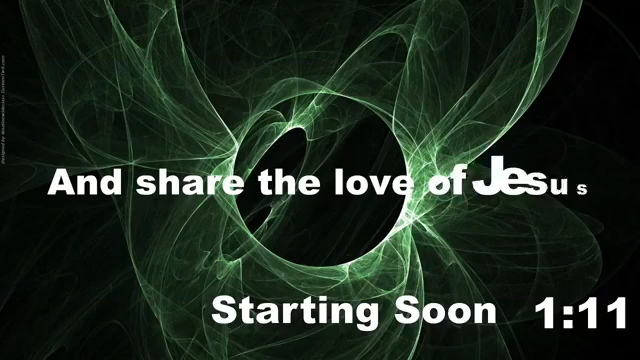 And share the love of Jesus
Starting Soon 1:11